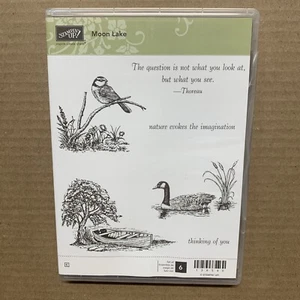 STAMPIN' UP!
Moon Lake
The question is not what you look at,
but what you see.
—Thoreau
nature evokes the imagination
thinking of you
6